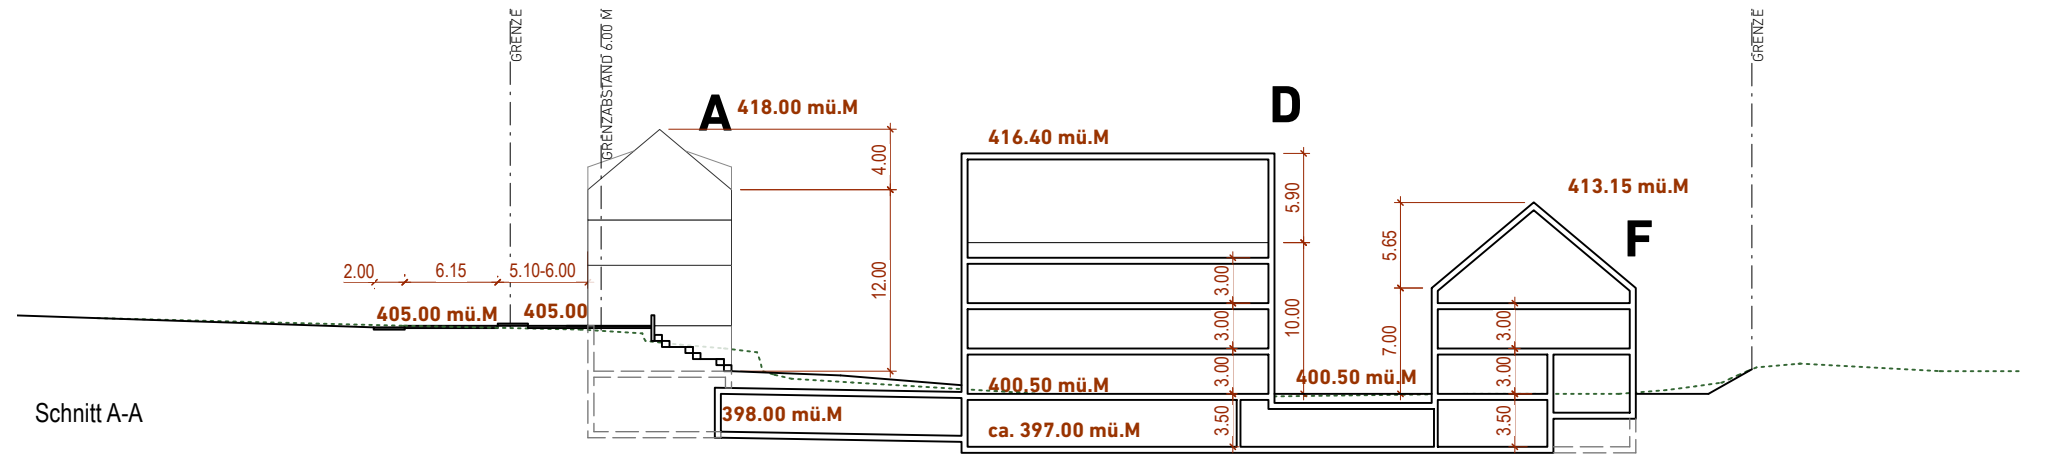 GRENZE
GRENZABSTAND 6.00 M
GRENZE
A
418.00 mü.M
D
416.40 mü.M
4.00
5.90
413.15 mü.M
F
5.65
2.00
6.15
5.10-6.00
12.00
3.00
405.00 mü.M
405.00
10.00
3.00
3.00
7.00
3.00
3.00
400.50 mü.M
400.50 mü.M
3.00
Schnitt A-A
398.00 mü.M
ca. 397.00 mü.M
3.50
3.50